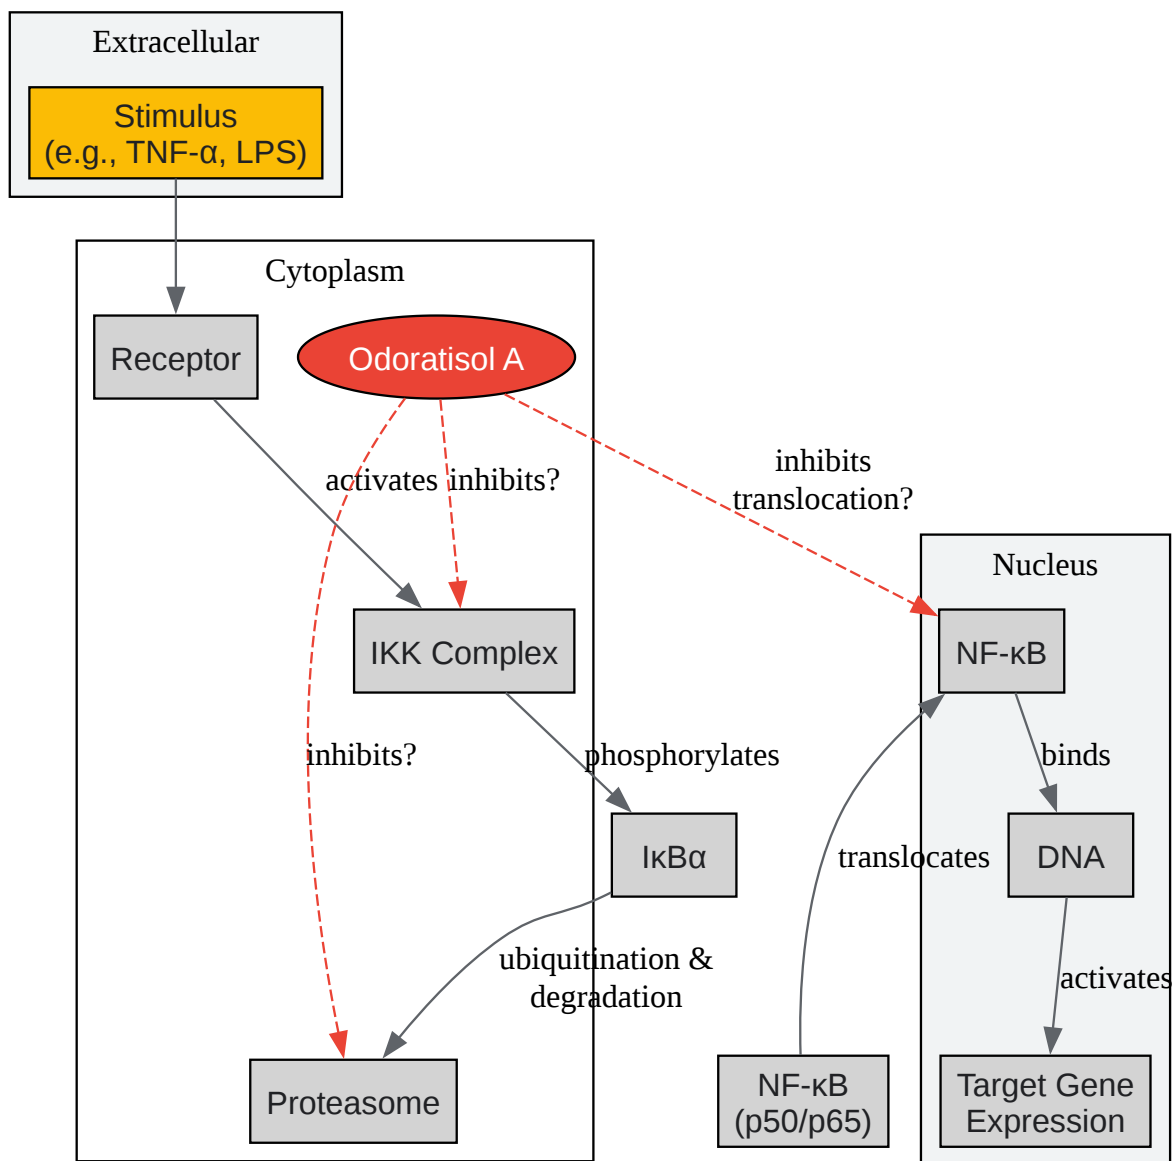 Extracellular
Stimulus
(e.g., TNF-α, LPS)
Cytoplasm
Receptor
Odoratisol A
activates
inhibits?
inhibits
translocation?
Nucleus
IKK Complex
NF-κB
inhibits?
phosphorylates
binds
IκBα
translocates
DNA
ubiquitination &
degradation
activates
Proteasome
NF-κB
(p50/p65)
Target Gene
Expression